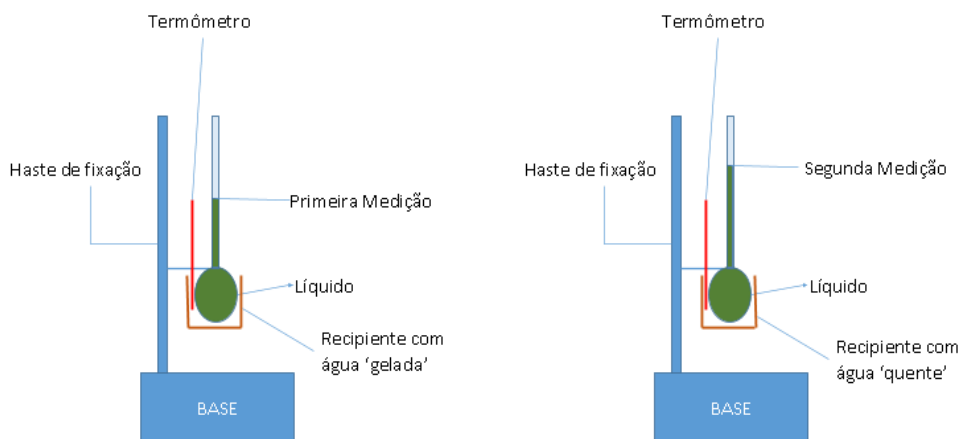 Termômetro
Haste de fixação
Primeira Medição
Líquido
Recipiente com
água ‘gelada’
BASE
Termômetro
Haste de fixação
Segunda Medição
Líquido
Recipiente com
água ‘quente’
BASE